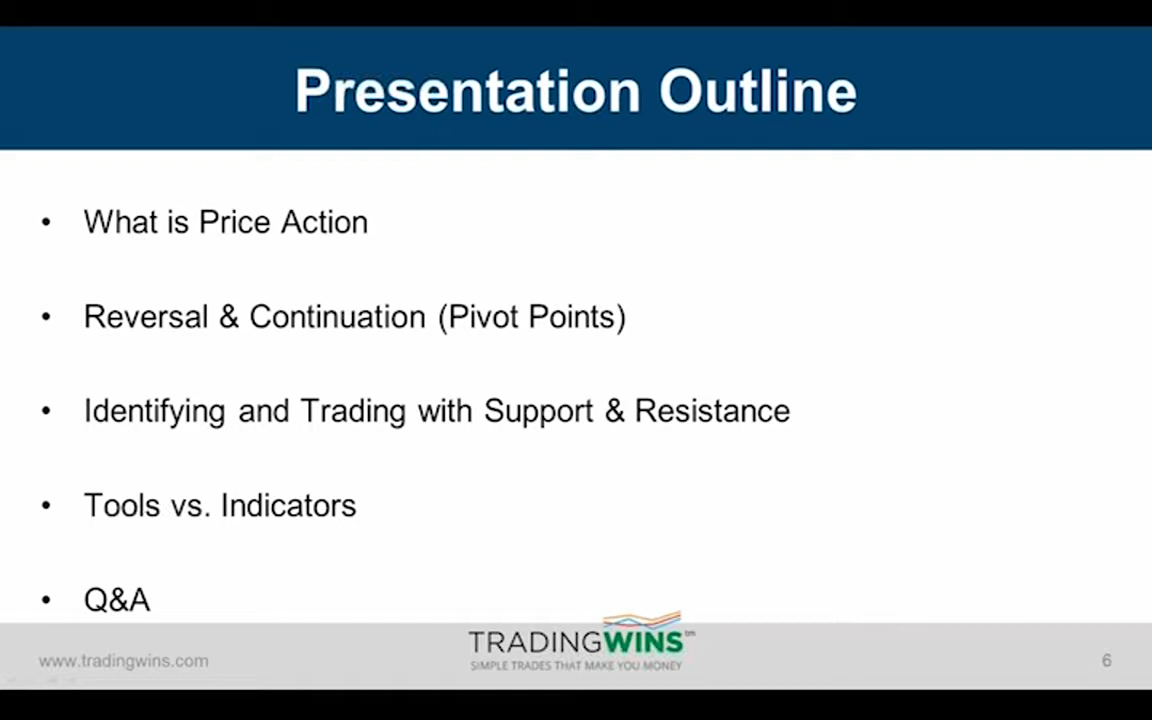 Presentation Outline
• What is Price Action
• Reversal & Continuation (Pivot Points)
• Identifying and Trading with Support & Resistance
• Tools vs. Indicators
• Q&A
TRADINGWINS™
SIMPLE TRADES THAT MAKE YOU MONEY
www.tradingwins.com
6